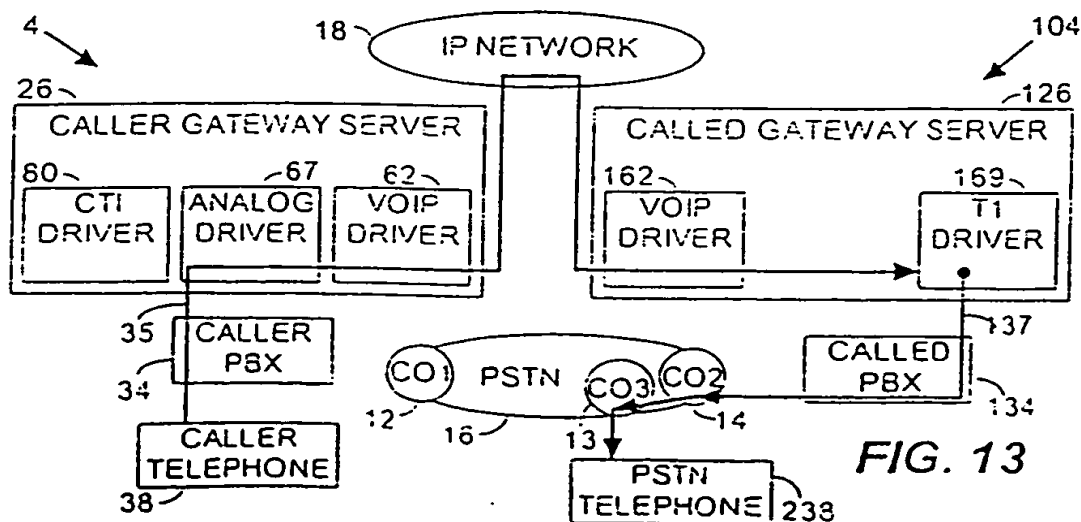 4
18
IP NETWORK
104
26
CALLER GATEWAY SERVER
126
CALLED GATEWAY SERVER
60
CTI
DRIVER
67
ANALOG
DRIVER
62
VOIP
DRIVER
162
VOIP
DRIVER
169
T1
DRIVER
35
137
34
CALLER
PBX
CO1
PSTN
CO3
CO2
CALLED
PBX
134
12
16
13
14
CALLER
TELEPHONE
38
PSTN
TELEPHONE
238
FIG. 13